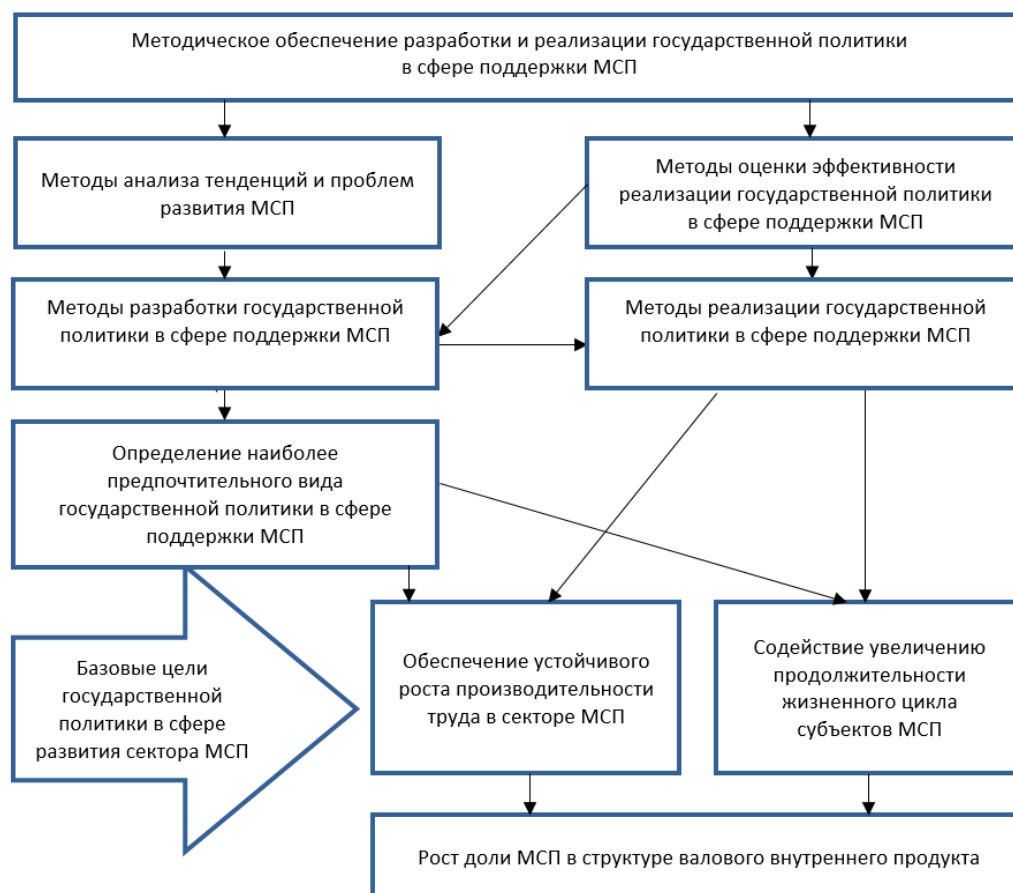 Методическое обеспечение разработки и реализации государственной политики
в сфере поддержки МСП
Методы анализа тенденций и проблем
развития МСП
Методы оценки эффективности
реализации государственной политики
в сфере поддержки МСП
Методы разработки государственной
политики в сфере поддержки МСП
Методы реализации государственной
политики в сфере поддержки МСП
Определение наиболее
предпочтительного вида
государственной политики в сфере
поддержки МСП
Базовые цели
государственной
политики в сфере
развития сектора МСП
Обеспечение устойчивого
роста производительности
труда в секторе МСП
Содействие увеличению
продолжительности
жизненного цикла
субъектов МСП
Рост доли МСП в структуре валового внутреннего продукта